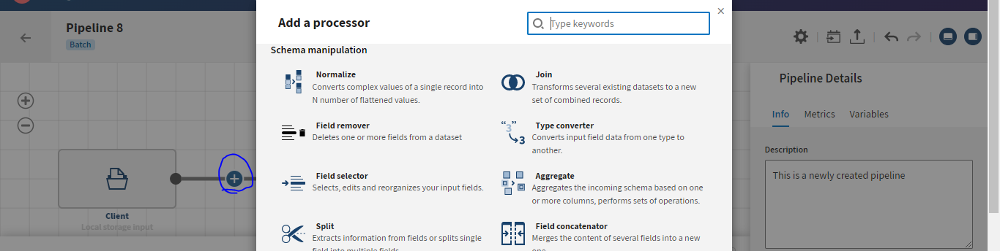 Pipeline 8
Batch
Add a processor
Type keywords
Schema manipulation
Normalize
Converts complex values of a single record into
N number of flattened values.
Join
Transforms several existing datasets to a new
set of combined records.
Field remover
Deletes one or more fields from a dataset
"3"
3
Type converter
Converts input field data from one type to
another.
Field selector
Selects, edits and reorganizes your input fields.
Aggregate
Aggregates the incoming schema based on one
or more columns, performs sets of operations.
Split
Extracts information from fields or splits single
field into multiple fields.
Field concatenator
Merges the content of several fields into a new
one.
Client
Local storage input
Pipeline Details
Info
Metrics
Variables
Description
This is a newly created pipeline